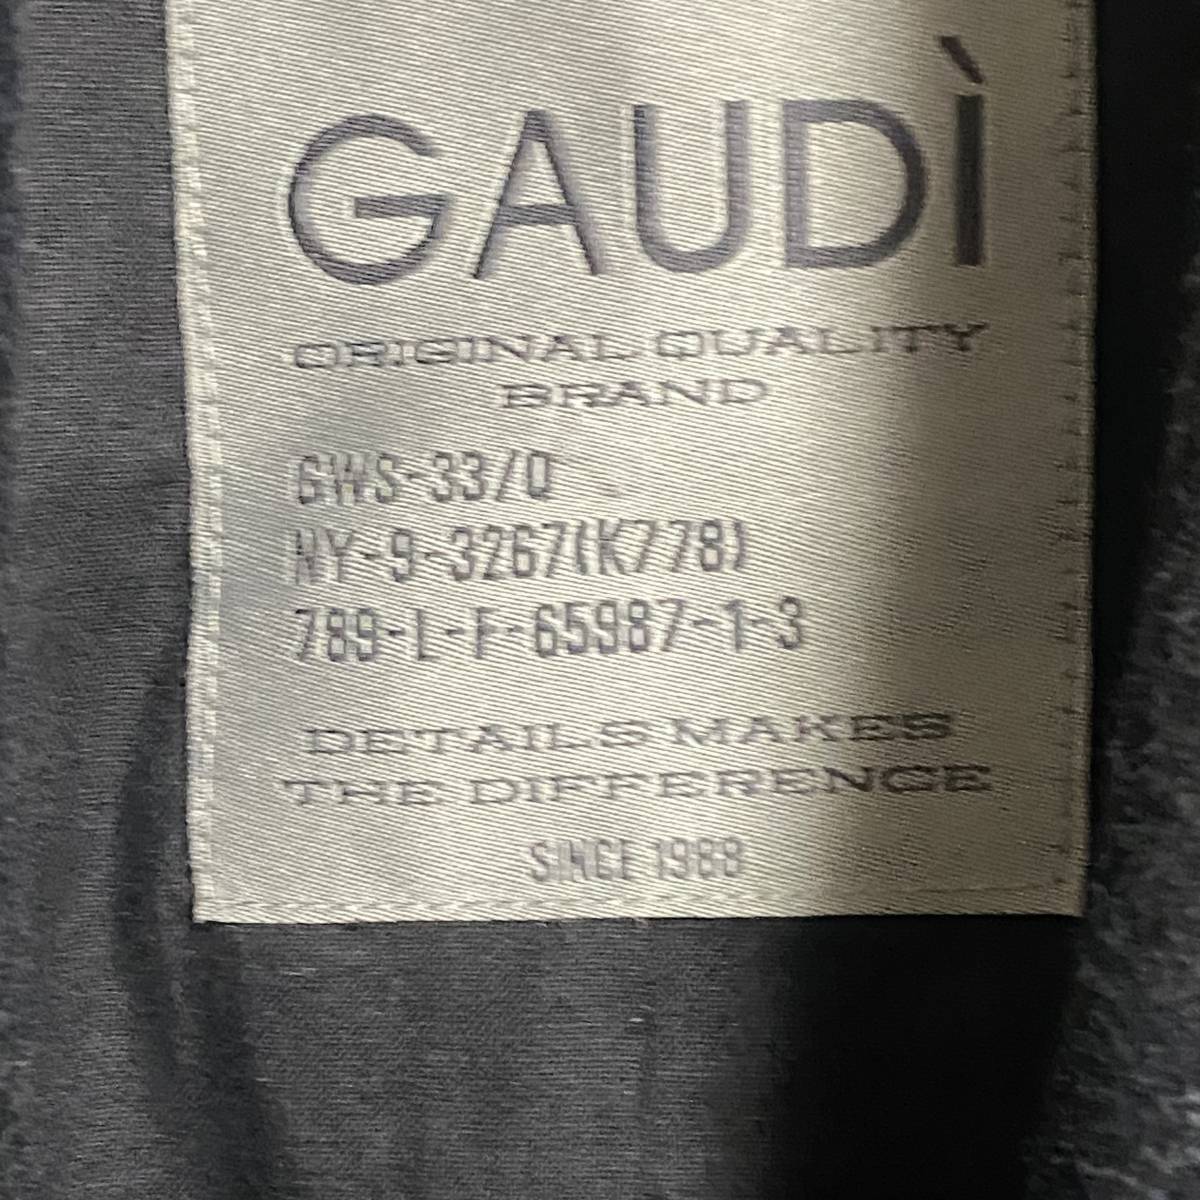 GAUDÌ
ORIGINAL QUALITY
BRAND
GWS-33/0
NY-9-3267(K778)
789-L-F-65987-1-3
DETAILS MAKES
THE DIFFERENCE
SINCE 1988